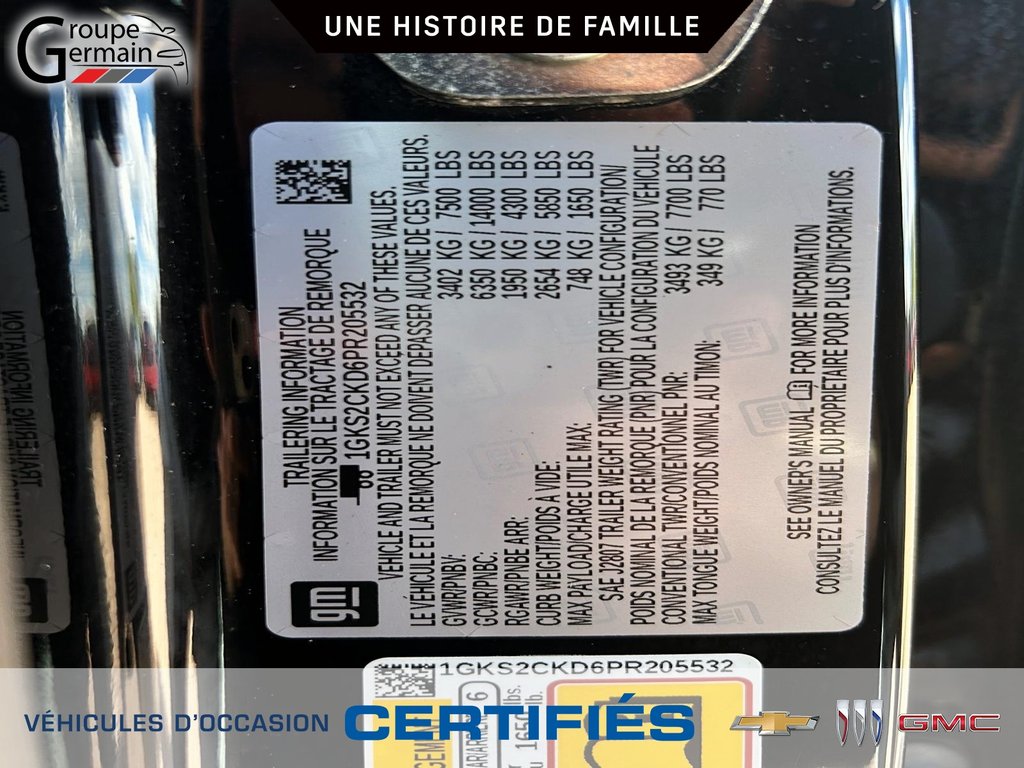 UNE HISTOIRE DE FAMILLE
Groupe
Germain
TRAILERING INFORMATION
INFORMATION SUR LE TRACTAGE DE REMORQUE
1GKS2CKD6PR205532
VEHICLE AND TRAILER MUST NOT EXCEED ANY OF THESE VALUES.
LE VÉHICULE ET LA REMORQUE NE DOIVENT DEPASSER AUCUNE DE CES VALEURS.
GVWR/PNBV: 3402 KG / 7500 LBS
GCWR/PNBC: 6350 KG / 14000 LBS
RGAWR/PNBE ARR: 1950 KG / 4300 LBS
CURB WEIGHT/POIDS À VIDE: 2654 KG / 5850 LBS
MAX PAYLOAD/CHARGE UTILE MAX: 748 KG / 1650 LBS
SAE J2807 TRAILER WEIGHT RATING (TWR) FOR VEHICLE CONFIGURATION/
POIDS NOMINAL DE LA REMORQUE (PNR) POUR LA CONFIGURATION DU VÉHICULE
CONVENTIONAL TWR/CONVENTIONNEL PNR: 3493 KG / 7700 LBS
MAX TONGUE WEIGHT/POIDS NOMINAL AU TIMON: 349 KG / 770 LBS
SEE OWNER'S MANUAL FOR MORE INFORMATION
CONSULTEZ LE MANUEL DU PROPRIÉTAIRE POUR PLUS D'INFORMATIONS.
gm
1GKS2CKD6PR205532
6
lbs.
1650 lb.
VÉHICULES D'OCCASION CERTIFIÉS
GMC